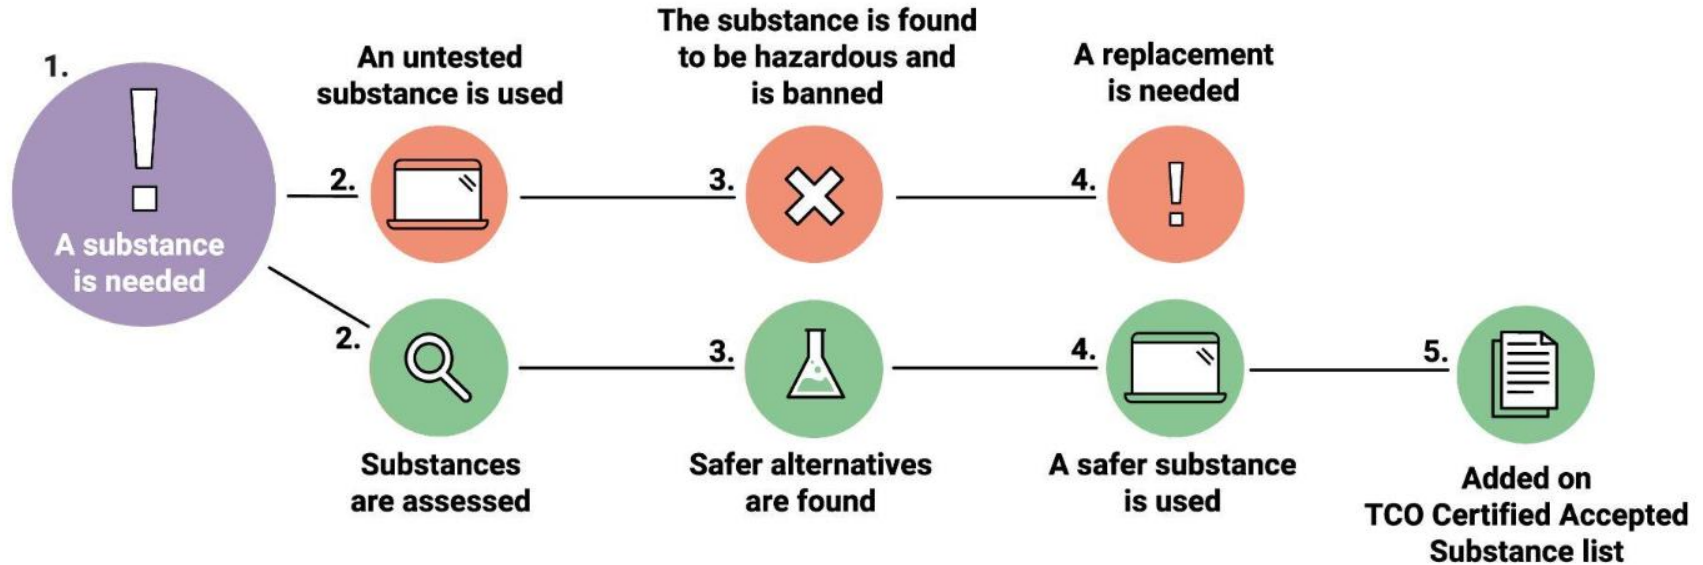 1.
A substance
is needed
2.
An untested
substance is used
3.
The substance is found
to be hazardous and
is banned
4.
A replacement
is needed
2.
Substances
are assessed
3.
Safer alternatives
are found
4.
A safer substance
is used
5.
Added on
TCO Certified Accepted
Substance list